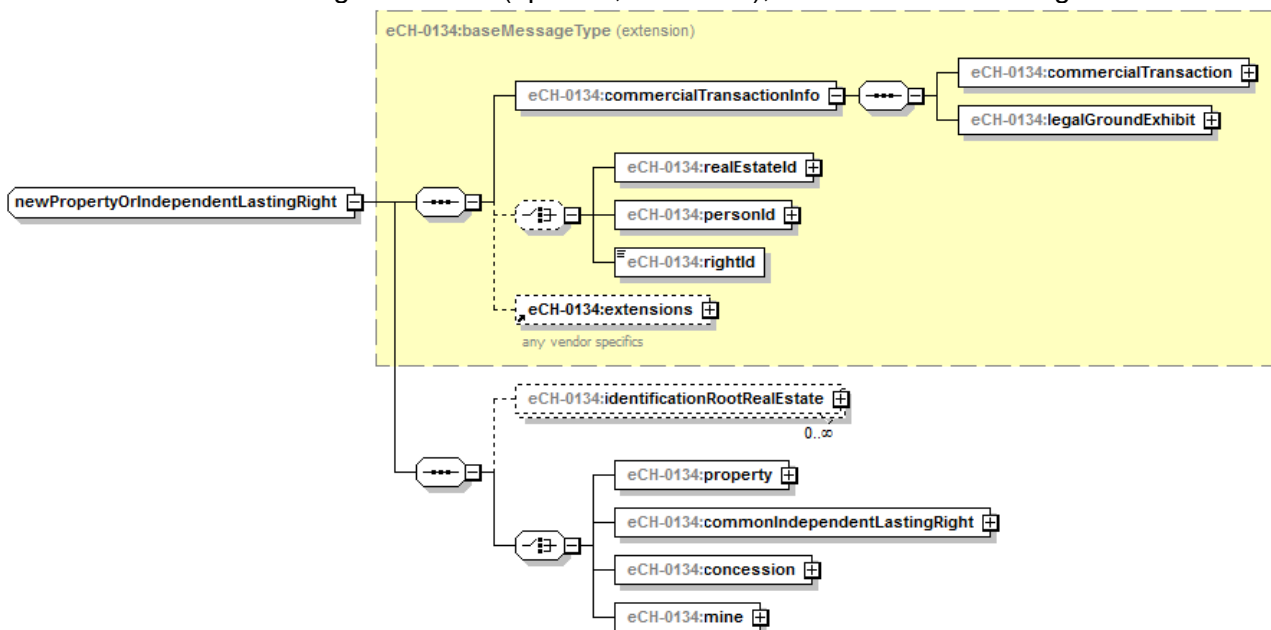 eCH-0134:baseMessageType (extension)
eCH-0134:commercialTransaction
eCH-0134:commercialTransactionInfo
eCH-0134:legalGroundExhibit
eCH-0134:realEstateId
newPropertyOrIndependentLastingRight
eCH-0134:personId
eCH-0134:rightId
eCH-0134:extensions
any vendor specifics
eCH-0134:identificationRootRealEstate
0..∞
eCH-0134:property
eCH-0134:commonIndependentLastingRight
eCH-0134:concession
eCH-0134:mine